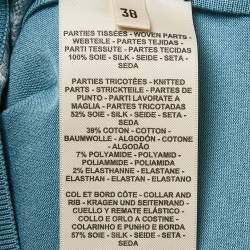 38
PARTIES TISSÉES - WOVEN PARTS -
WEBTEILE - PARTES TEJIDAS -
PARTI TESSUTE - PARTES TECIDAS
100% SOIE - SILK - SEIDE - SETA -
SEDA
PARTIES TRICOTÉES - KNITTED
PARTS - STRICKTEILE - PARTES DE
PUNTO - PARTI LAVORATE A
MAGLIA - PARTES TRICOTADAS
52% SOIE - SILK - SEIDE - SETA -
SEDA
39% COTON - COTTON -
BAUMWOLLE - ALGODÓN - COTONE
- ALGODÃO
7% POLYAMIDE - POLYAMID -
POLIAMMIDE - POLIAMIDA
2% ELASTHANNE - ELASTANE -
ELASTHAN - ELASTAN - ELASTANO
COL ET BORD CÔTE - COLLAR AND
RIB - KRAGEN UND SEITENRAND -
CUELLO Y REMATE ELÁSTICO -
COLLO E ORLO A COSTINE -
COLARINHO E PUNHO E BORDA
57% SOIE - SILK - SEIDE - SETA -
SEDA